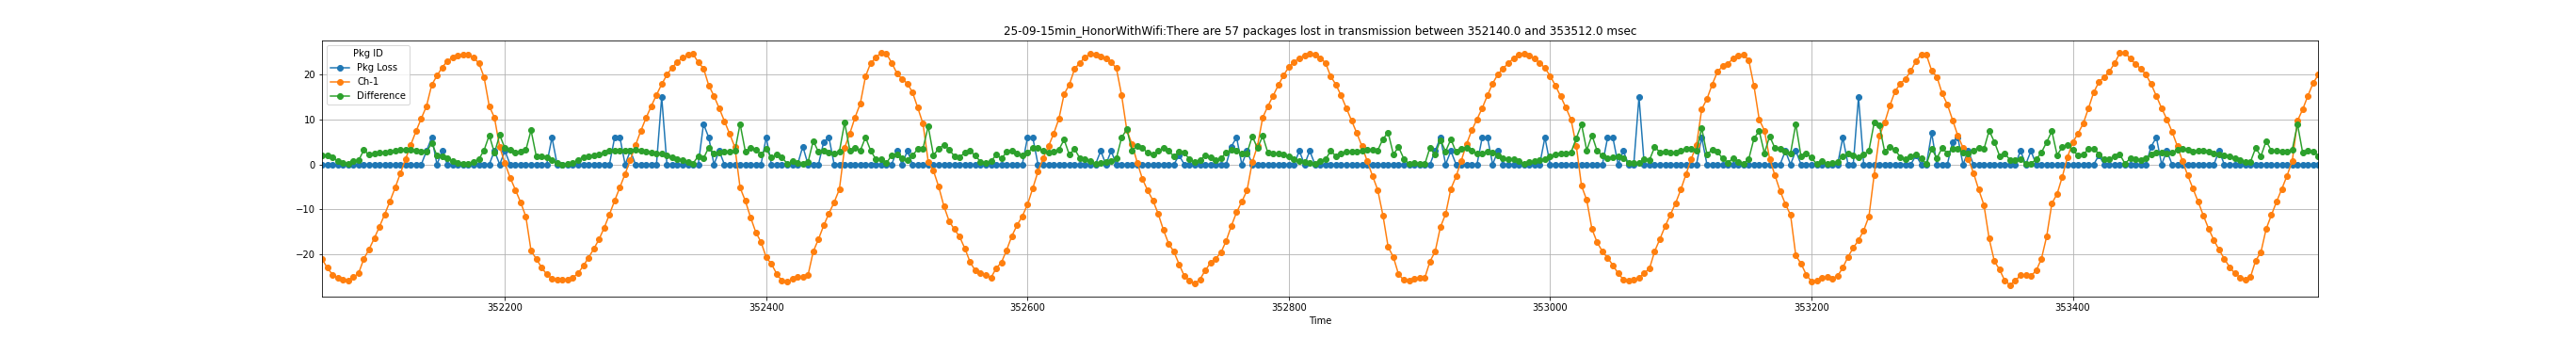 25-09-15min_HonorWithWifi:There are 57 packages lost in transmission between 352140.0 and 353512.0 msec
Pkg ID
Pkg Loss
Ch-1
Difference
20
10
0
−10
−20
352200 352400 352600 352800 353000 353200 353400
Time